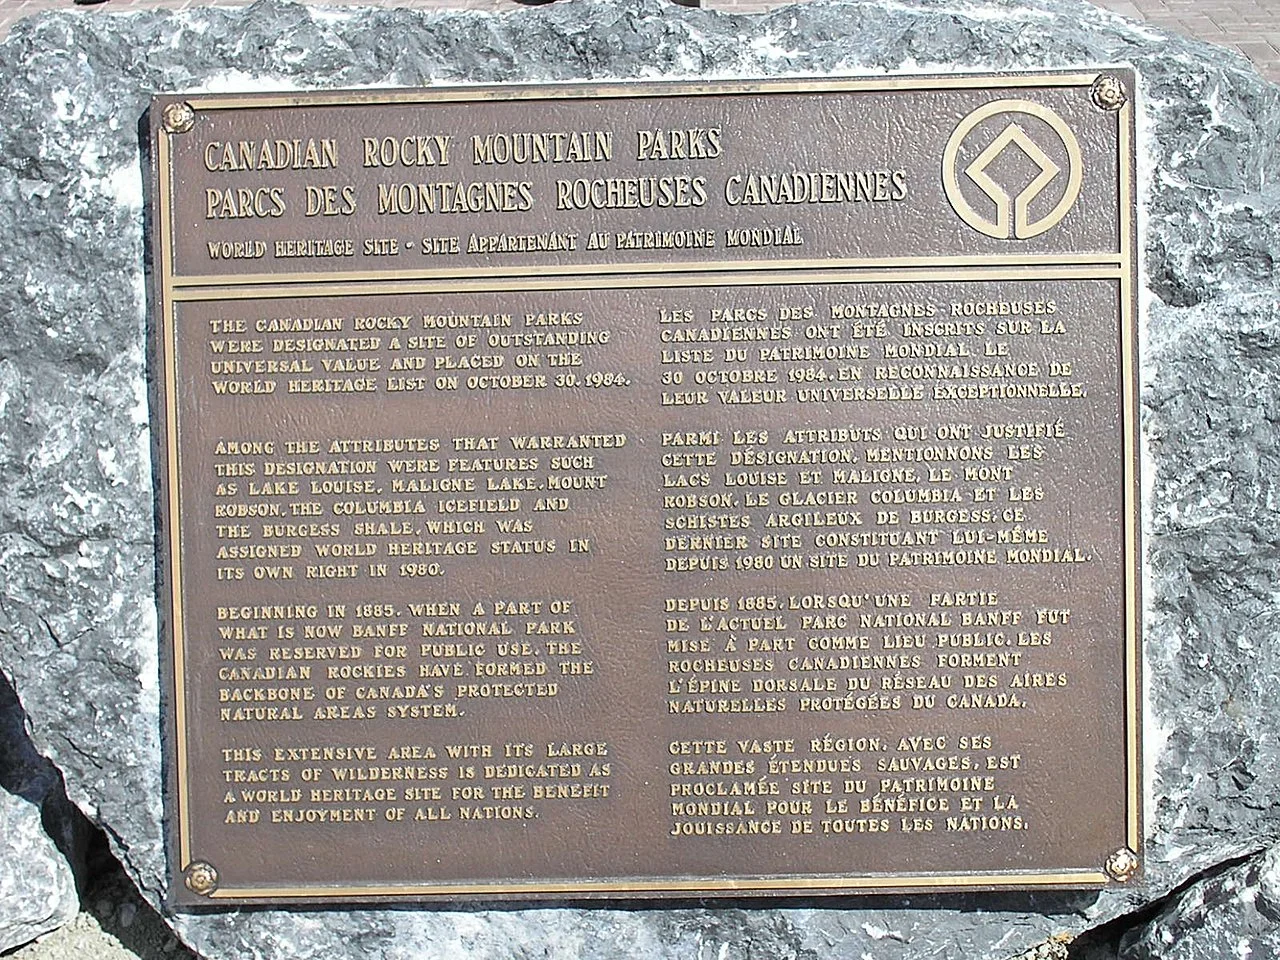 CANADIAN ROCKY MOUNTAIN PARKS
PARCS DES MONTAGNES ROCHEUSES CANADIENNES
WORLD HERITAGE SITE · SITE APPARTENANT AU PATRIMOINE MONDIAL
THE CANADIAN ROCKY MOUNTAIN PARKS
WERE DESIGNATED A SITE OF OUTSTANDING
UNIVERSAL VALUE AND PLACED ON THE
WORLD HERITAGE LIST ON OCTOBER 30, 1984.
AMONG THE ATTRIBUTES THAT WARRANTED
THIS DESIGNATION WERE FEATURES SUCH
AS LAKE LOUISE, MALIGNE LAKE, MOUNT
ROBSON, THE COLUMBIA ICEFIELD AND
THE BURGESS SHALE, WHICH WAS
ASSIGNED WORLD HERITAGE STATUS IN
ITS OWN RIGHT IN 1980.
BEGINNING IN 1885, WHEN A PART OF
WHAT IS NOW BANFF NATIONAL PARK
WAS RESERVED FOR PUBLIC USE, THE
CANADIAN ROCKIES HAVE FORMED THE
BACKBONE OF CANADA'S PROTECTED
NATURAL AREAS SYSTEM.
THIS EXTENSIVE AREA WITH ITS LARGE
TRACTS OF WILDERNESS IS DEDICATED AS
A WORLD HERITAGE SITE FOR THE BENEFIT
AND ENJOYMENT OF ALL NATIONS.
LES PARCS DES MONTAGNES ROCHEUSES
CANADIENNES ONT ÉTÉ INSCRITS SUR LA
LISTE DU PATRIMOINE MONDIAL LE
30 OCTOBRE 1984, EN RECONNAISSANCE DE
LEUR VALEUR UNIVERSELLE EXCEPTIONNELLE.
PARMI LES ATTRIBUTS QUI ONT JUSTIFIÉ
CETTE DÉSIGNATION, MENTIONNONS LES
LACS LOUISE ET MALIGNE, LE MONT
ROBSON, LE GLACIER COLUMBIA ET LES
SCHISTES ARGILEUX DE BURGESS, CE
DERNIER SITE CONSTITUANT LUI-MÊME
DEPUIS 1980 UN SITE DU PATRIMOINE MONDIAL.
DEPUIS 1885, LORSQU'UNE PARTIE
DE L'ACTUEL PARC NATIONAL BANFF FUT
MISE À PART COMME LIEU PUBLIC, LES
ROCHEUSES CANADIENNES FORMENT
L'ÉPINE DORSALE DU RÉSEAU DES AIRES
NATURELLES PROTÉGÉES DU CANADA.
CETTE VASTE RÉGION, AVEC SES
GRANDES ÉTENDUES SAUVAGES, EST
PROCLAMÉE SITE DU PATRIMOINE
MONDIAL POUR LE BÉNÉFICE ET LA
JOUISSANCE DE TOUTES LES NATIONS.